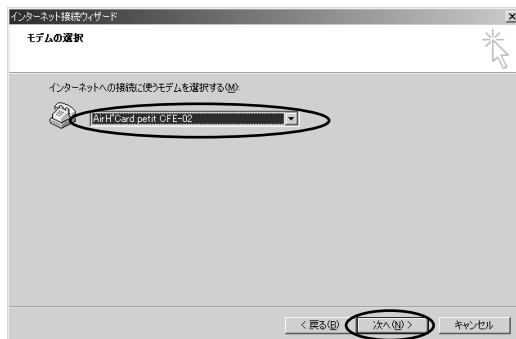 インターネット接続ウィザード
モデムの選択
インターネットへの接続に使うモデムを選択する(M):
AirH"Card petit CFE-02
< 戻る(B)
次へ(N) >
キャンセル